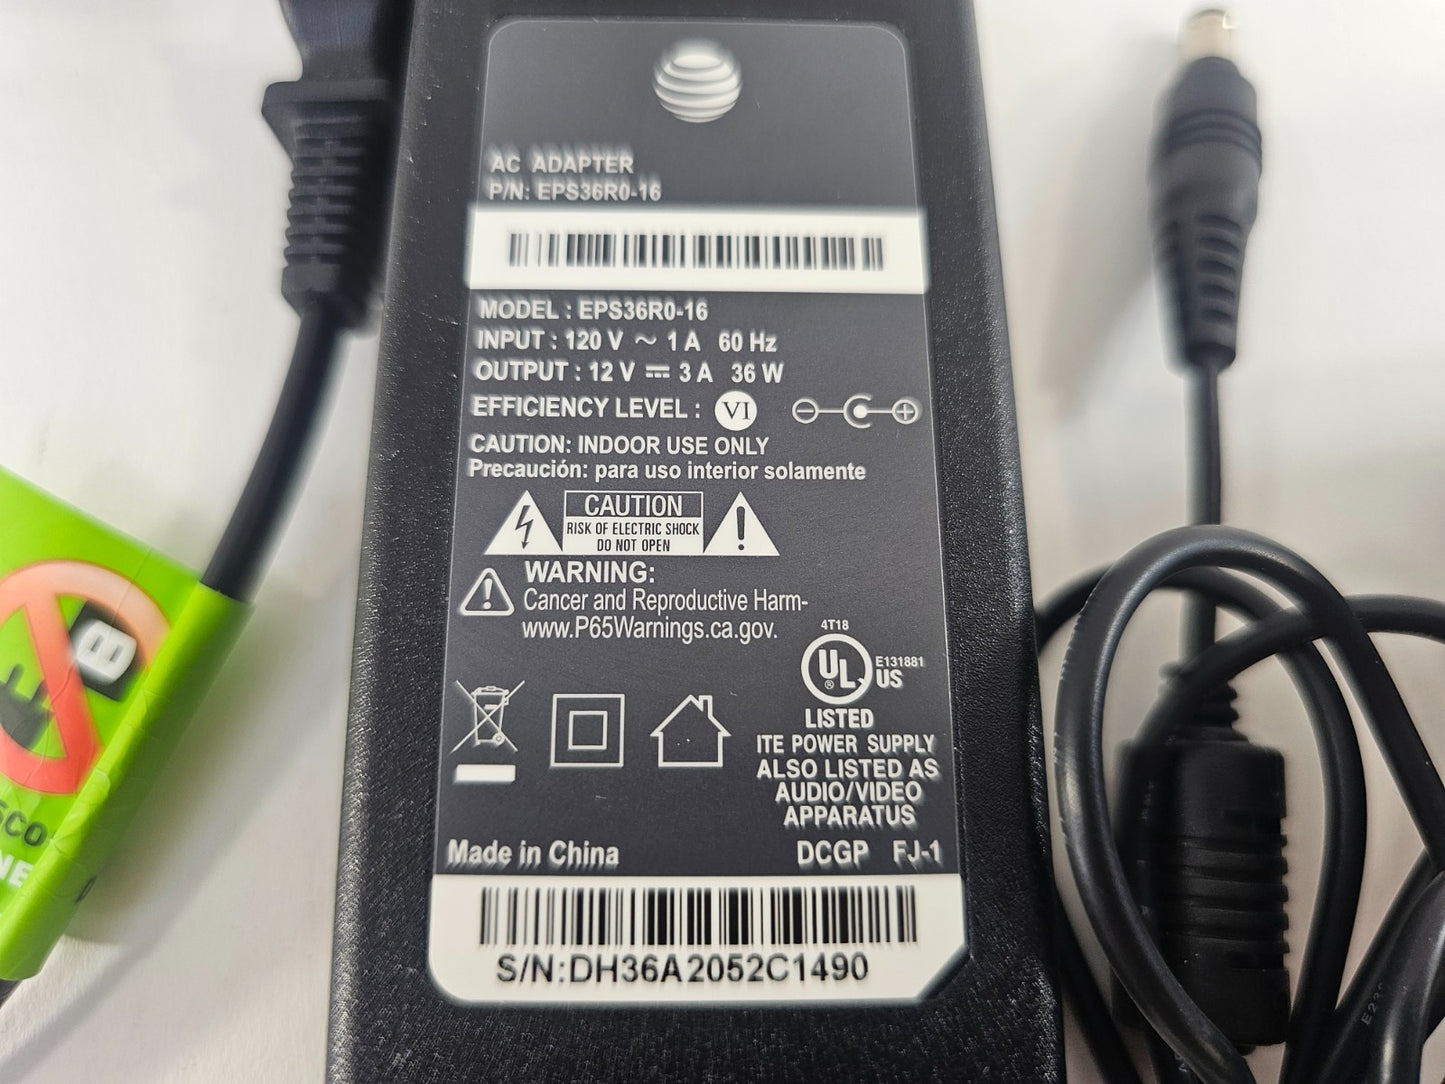 AC ADAPTER
P/N: EPS36R0-16
MODEL : EPS36R0-16
INPUT : 120 V ~ 1 A 60 Hz
OUTPUT : 12 V ⎓ 3 A 36 W
EFFICIENCY LEVEL : VI
CAUTION: INDOOR USE ONLY
Precaución: para uso interior solamente
CAUTION
RISK OF ELECTRIC SHOCK
DO NOT OPEN
WARNING:
Cancer and Reproductive Harm-
www.P65Warnings.ca.gov.
4T18
UL
®
E131881
US
LISTED
ITE POWER SUPPLY
ALSO LISTED AS
AUDIO/VIDEO
APPARATUS
Made in China
DCGP FJ-1
S/N:DH36A2052C1490